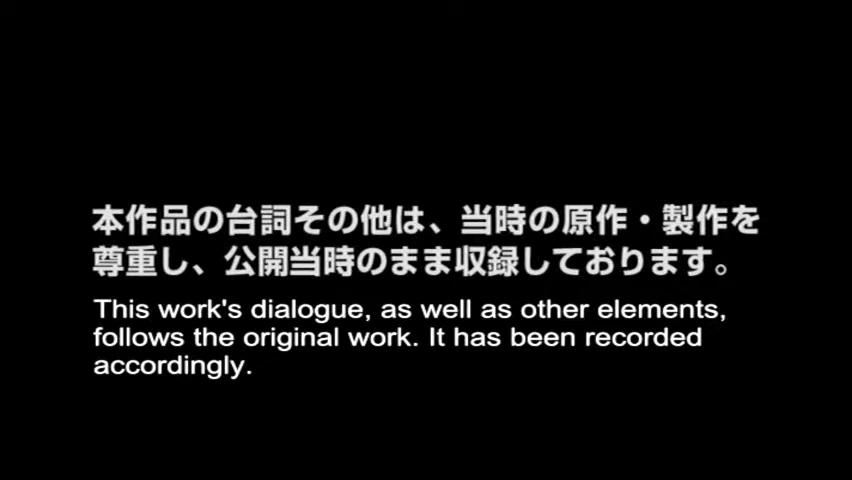 本作品の台詞その他は、当時の原作・製作を
尊重し、公開当時のまま収録しております。
This work's dialogue, as well as other elements,
follows the original work. It has been recorded
accordingly.